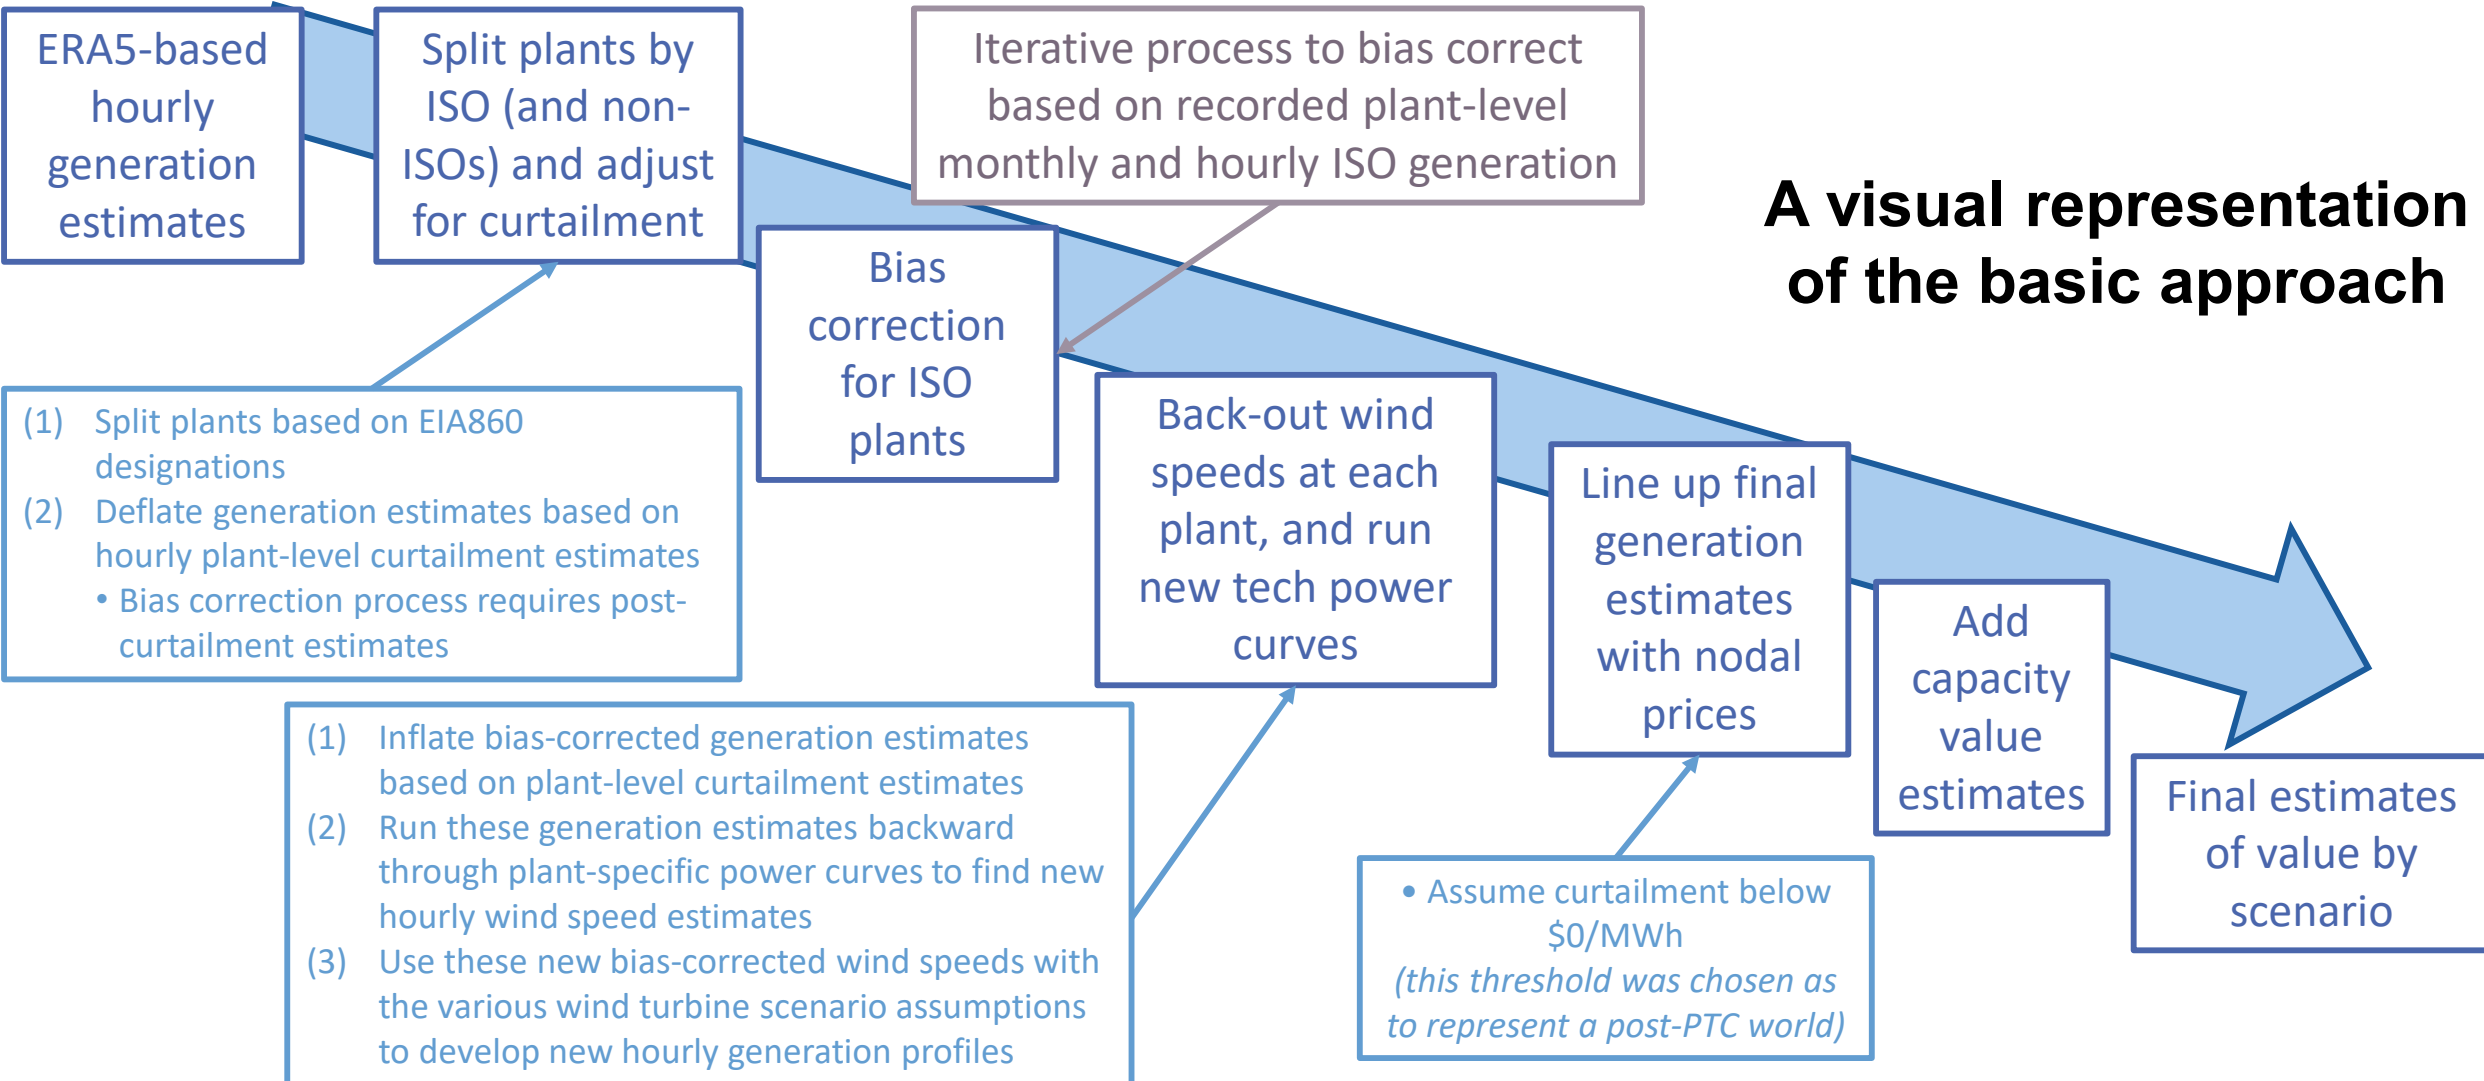 ERA5-based
hourly
generation
estimates
Split plants by
ISO (and non-
ISOs) and adjust
for curtailment
Iterative process to bias correct
based on recorded plant-level
monthly and hourly ISO generation
A visual representation
of the basic approach
Bias
correction
for ISO
plants
(1) Split plants based on EIA860
designations
(2) Deflate generation estimates based on
hourly plant-level curtailment estimates
• Bias correction process requires post-
curtailment estimates
Back-out wind
speeds at each
plant, and run
new tech power
curves
Line up final
generation
estimates
with nodal
prices
Add
capacity
value
estimates
Final estimates
of value by
scenario
(1) Inflate bias-corrected generation estimates
based on plant-level curtailment estimates
(2) Run these generation estimates backward
through plant-specific power curves to find new
hourly wind speed estimates
(3) Use these new bias-corrected wind speeds with
the various wind turbine scenario assumptions
to develop new hourly generation profiles
• Assume curtailment below
$0/MWh
(this threshold was chosen as
to represent a post-PTC world)